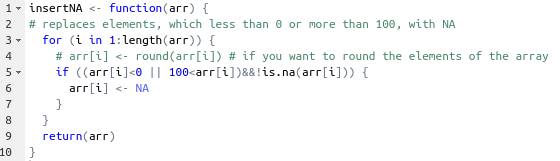 1 insertNA <- function(arr) {
2 # replaces elements, which less than 0 or more than 100, with NA
3   for (i in 1:length(arr)) {
4     # arr[i] <- round(arr[i]) # if you want to round the elements of the array
5     if ((arr[i]<0 || 100<arr[i])&&!is.na(arr[i])) {
6       arr[i] <- NA
7     }
8   }
9   return(arr)
10 }